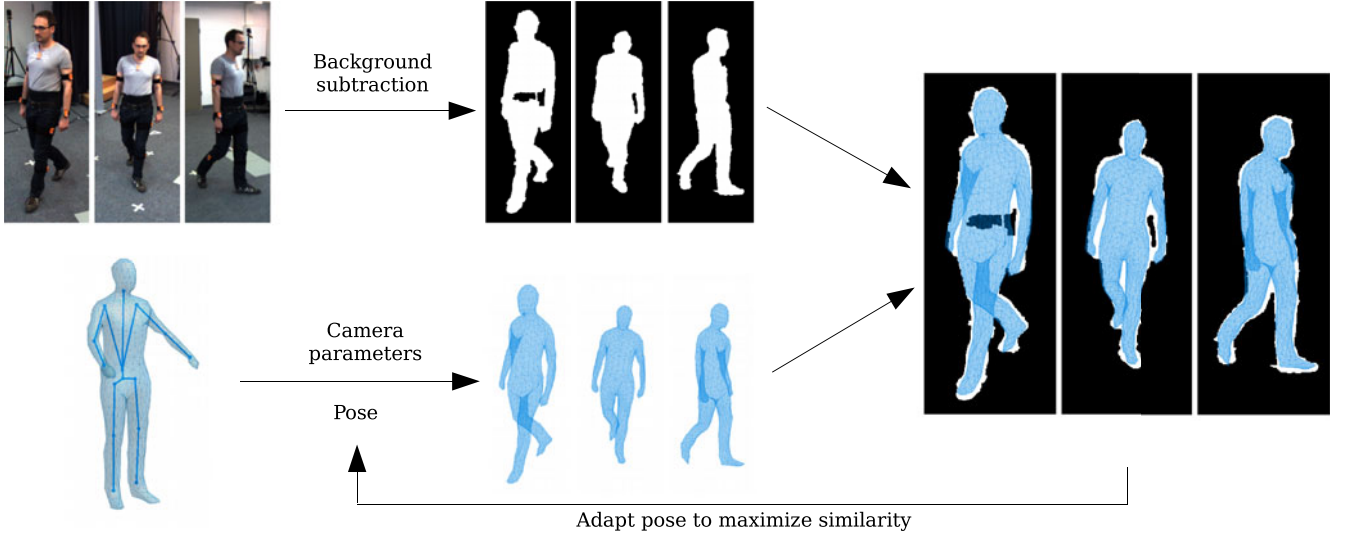 Background
subtraction
Camera
parameters
Pose
Adapt pose to maximize similarity